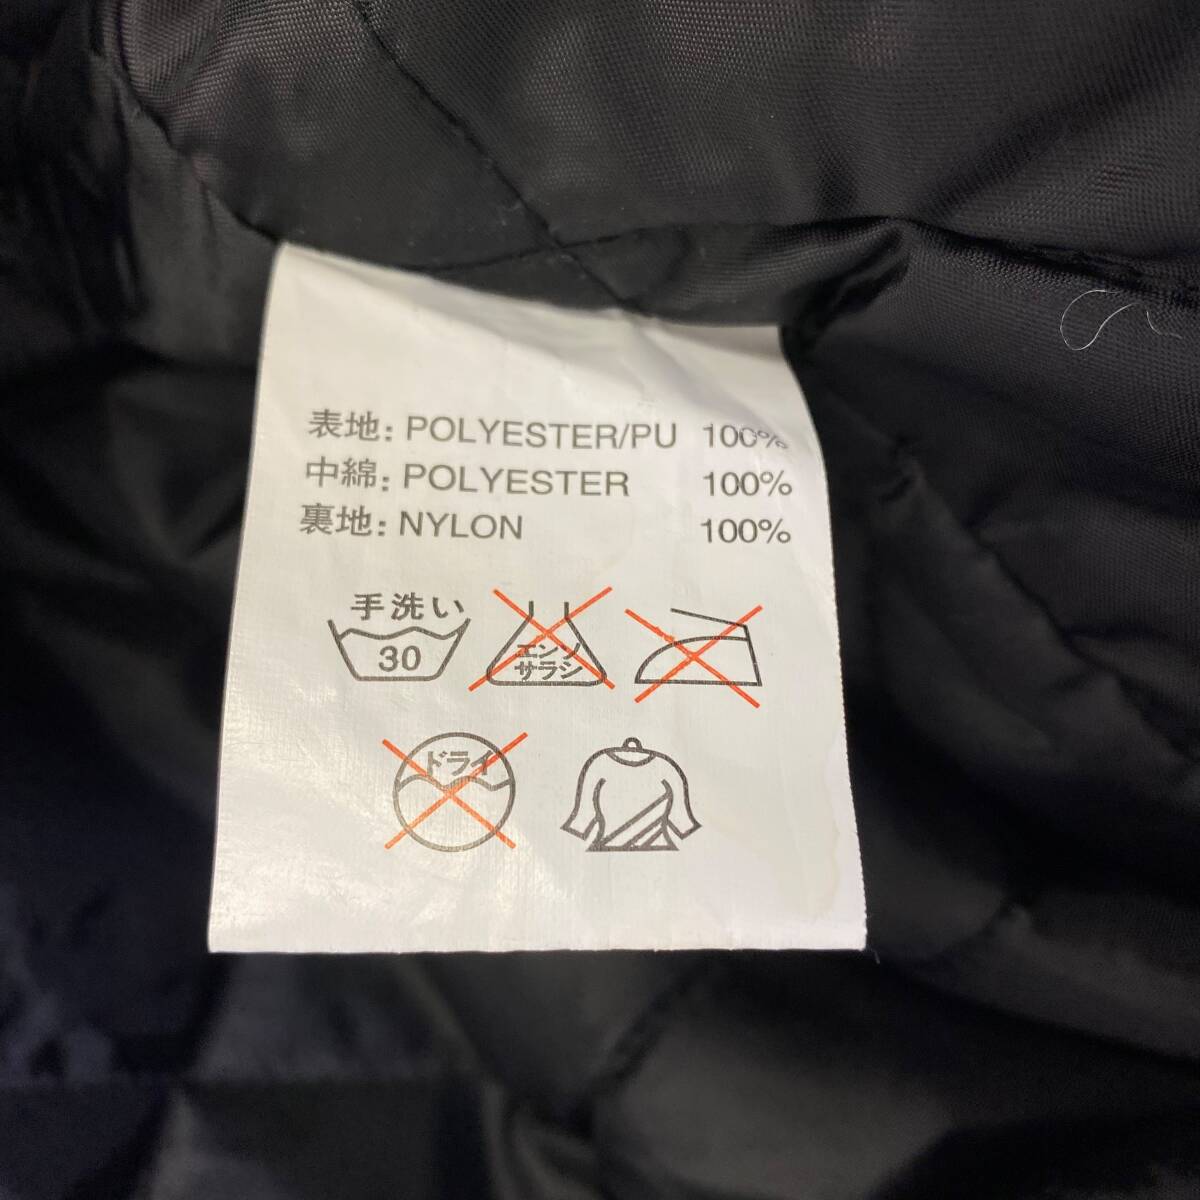 表地: POLYESTER/PU 100%
中綿: POLYESTER 100%
裏地: NYLON 100%
手洗い
30
エンソ
サラシ
ドライ